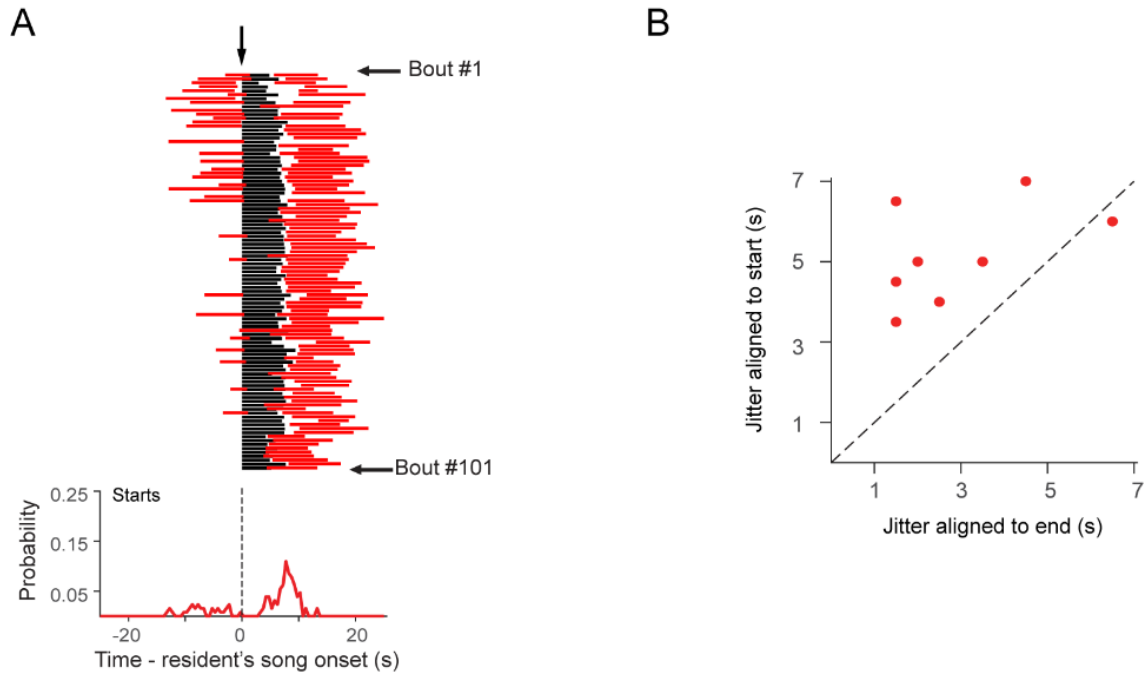 A
Bout #1
Bout #101
0.25
0.15
0.05
Probability
Starts
-20
0
20
Time - resident's song onset (s)
B
7
5
3
1
Jitter aligned to start (s)
1
3
5
7
Jitter aligned to end (s)